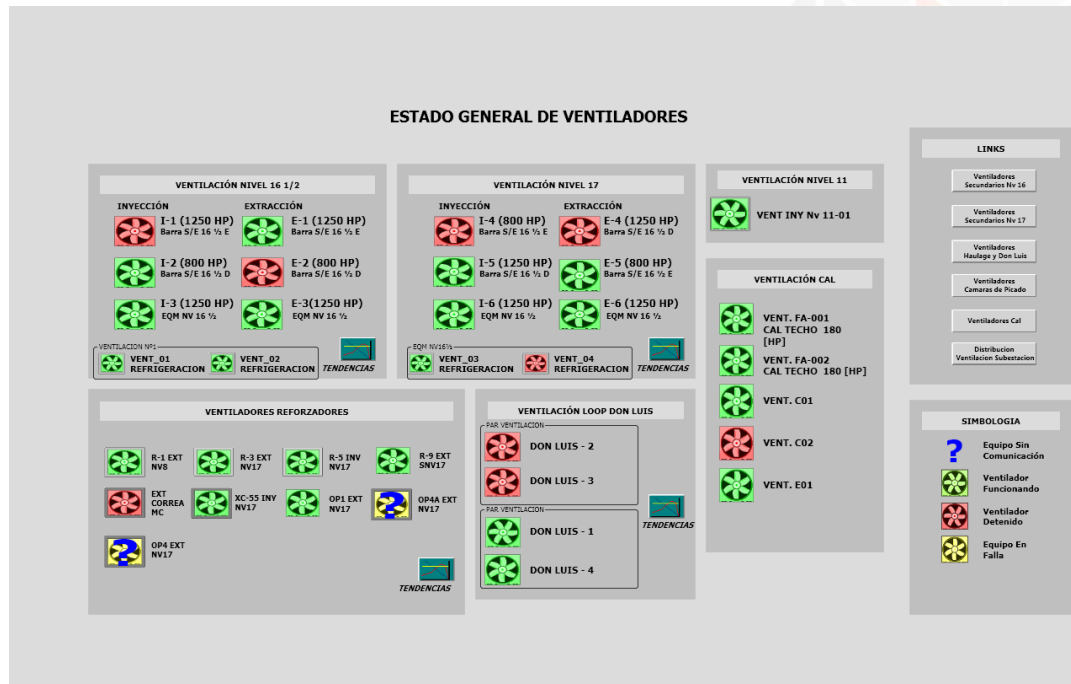 ESTADO GENERAL DE VENTILADORES
VENTILACIÓN NIVEL 16 1/2
INYECCIÓN
EXTRACCIÓN
I-1 (1250 HP)
Barra S/E 16 ½ E
E-1 (1250 HP)
Barra S/E 16 ½ E
I-2 (800 HP)
Barra S/E 16 ½ D
E-2 (800 HP)
Barra S/E 16 ½ D
I-3 (1250 HP)
EQM NV 16 ½
E-3(1250 HP)
EQM NV 16 ½
VENTILACION Nº1
VENT_01
REFRIGERACION
VENT_02
REFRIGERACION
TENDENCIAS
VENTILACIÓN NIVEL 17
INYECCIÓN
EXTRACCIÓN
I-4 (800 HP)
Barra S/E 16 ½ E
E-4 (1250 HP)
Barra S/E 16 ½ D
I-5 (1250 HP)
Barra S/E 16 ½ D
E-5 (800 HP)
Barra S/E 16 ½ E
I-6 (1250 HP)
EQM NV 16 ½
E-6 (1250 HP)
EQM NV 16 ½
EQM NV16½
VENT_03
REFRIGERACION
VENT_04
REFRIGERACION
TENDENCIAS
VENTILACIÓN NIVEL 11
VENT INY Nv 11-01
VENTILACIÓN CAL
VENT. FA-001
CAL TECHO 180
[HP]
VENT. FA-002
CAL TECHO 180 [HP]
VENT. C01
VENT. C02
VENT. E01
VENTILADORES REFORZADORES
R-1 EXT
NV8
R-3 EXT
NV17
R-5 INV
NV17
R-9 EXT
SNV17
EXT
CORREA
MC
XC-55 INV
NV17
OP1 EXT
NV17
?
OP4A EXT
NV17
?
OP4 EXT
NV17
TENDENCIAS
VENTILACIÓN LOOP DON LUIS
PAR VENTILACION
DON LUIS - 2
DON LUIS - 3
PAR VENTILACION
DON LUIS - 1
DON LUIS - 4
TENDENCIAS
LINKS
Ventiladores
Secundarios Nv 16
Ventiladores
Secundarios Nv 17
Ventiladores
Haulage y Don Luis
Ventiladores
Camaras de Picado
Ventiladores Cal
Distribucion
Ventilacion Subestacion
SIMBOLOGIA
?
Equipo Sin
Comunicación
Ventilador
Funcionando
Ventilador
Detenido
Equipo En
Falla